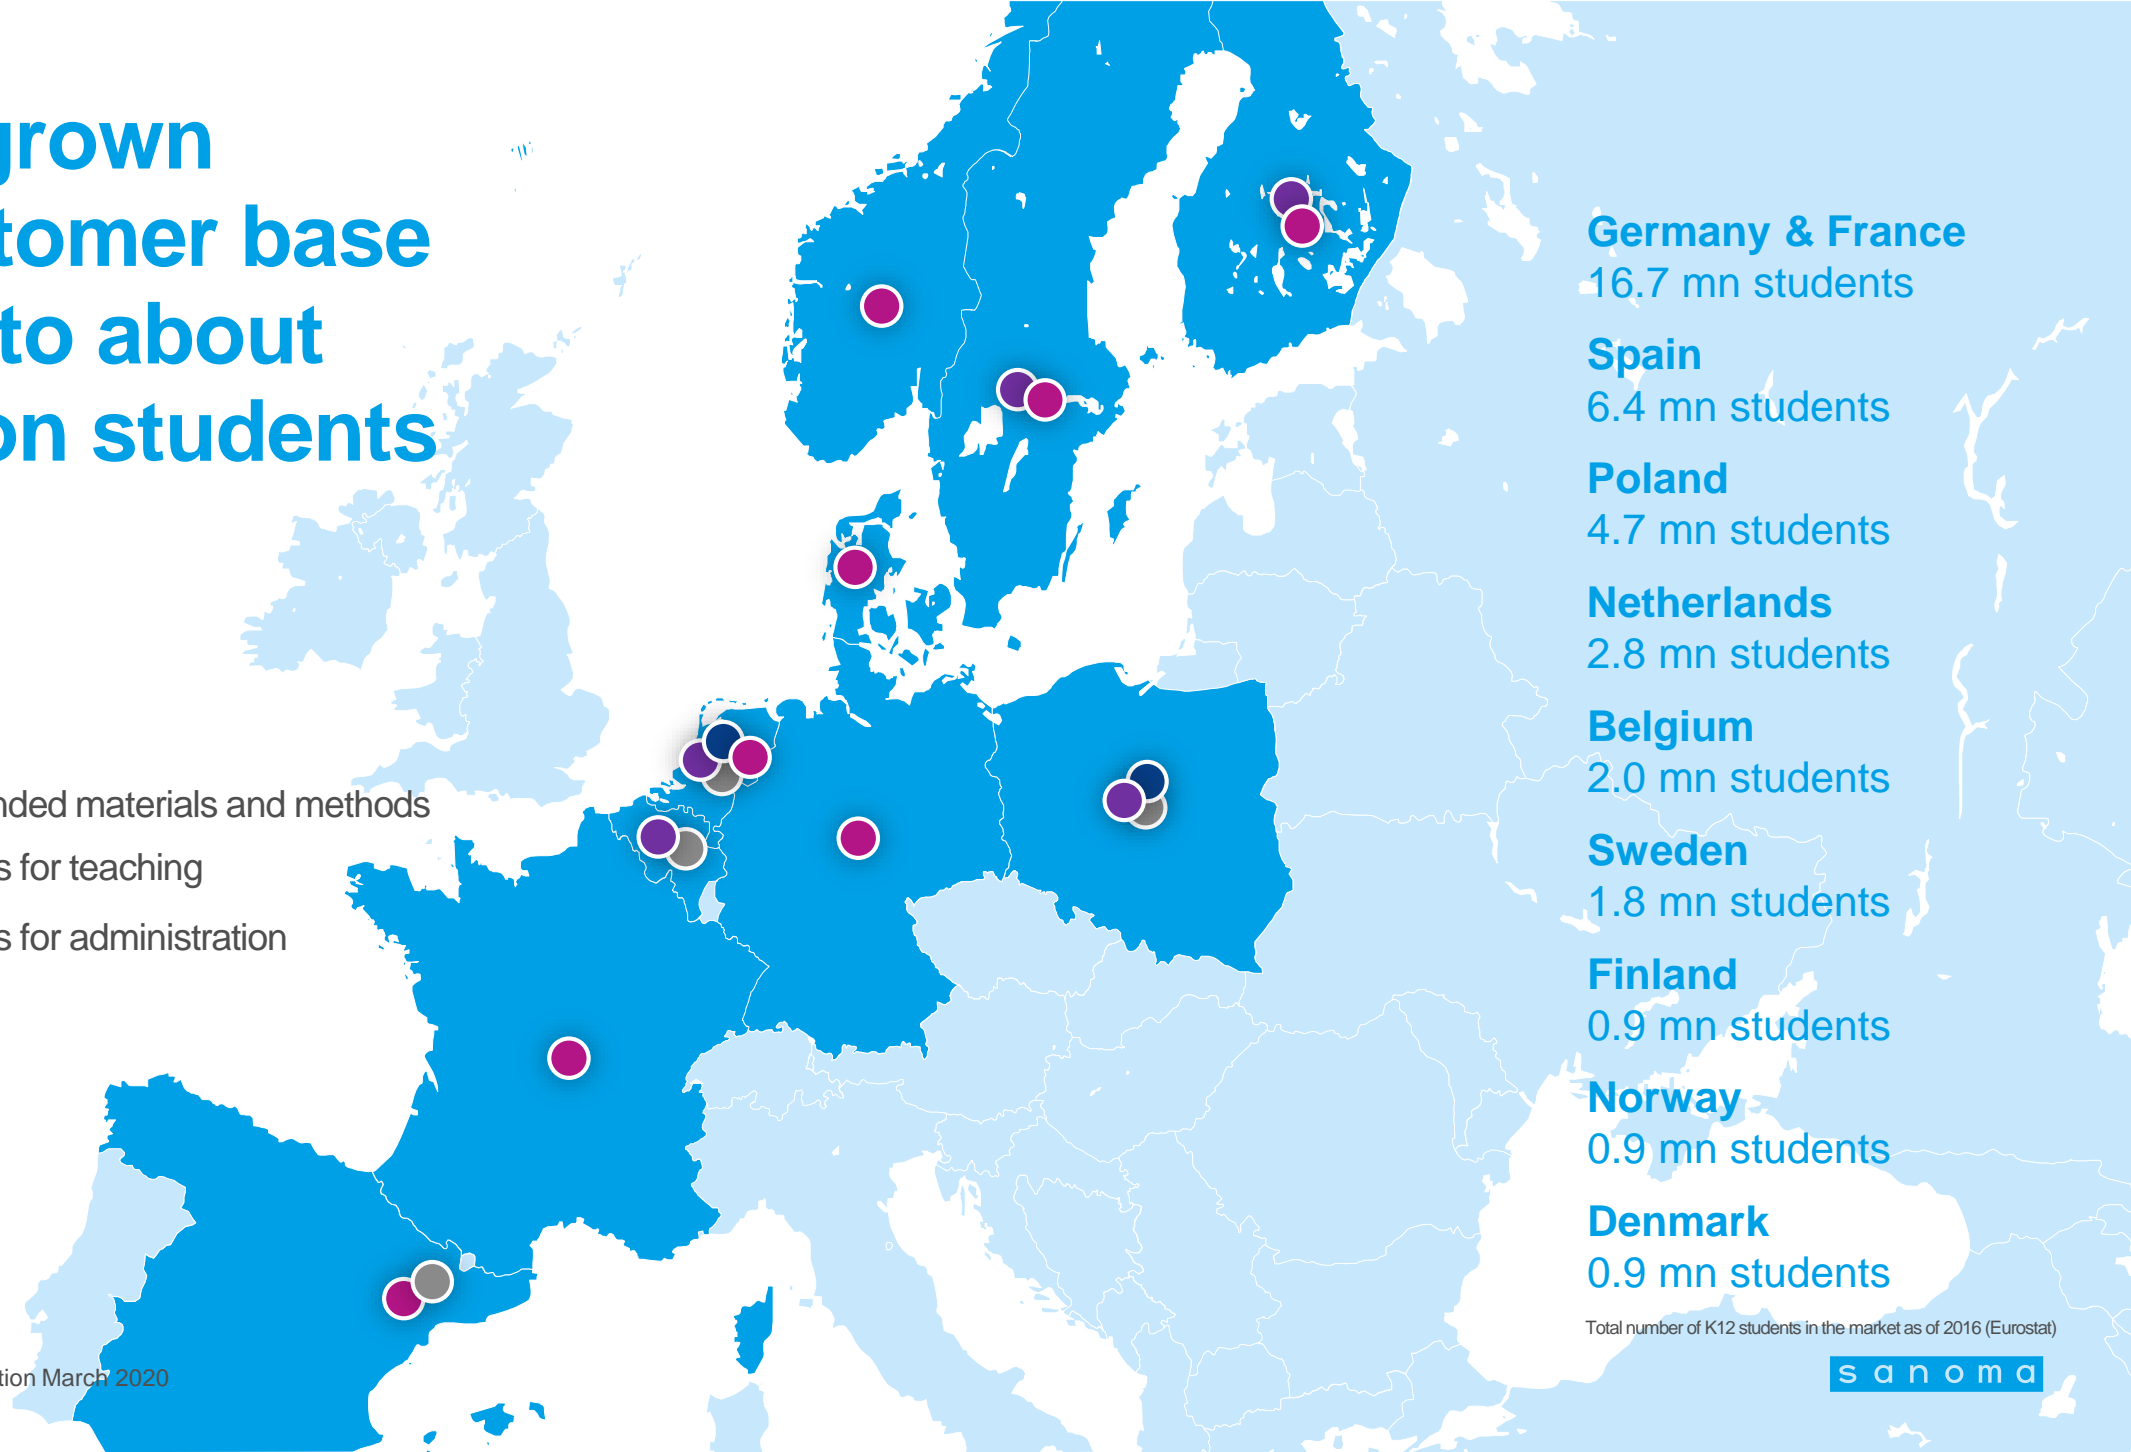 grown
tomer base
to about
on students
nded materials and methods
s for teaching
s for administration
tion March 2020
Germany & France
16.7 mn students
Spain
6.4 mn students
Poland
4.7 mn students
Netherlands
2.8 mn students
Belgium
2.0 mn students
Sweden
1.8 mn students
Finland
0.9 mn students
Norway
0.9 mn students
Denmark
0.9 mn students
Total number of K12 students in the market as of 2016 (Eurostat)
sanoma